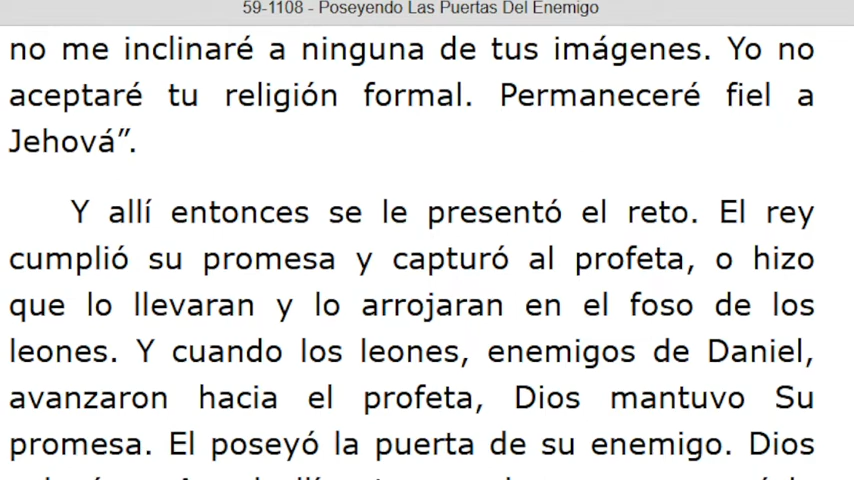 59-1108 - Poseyendo Las Puertas Del Enemigo
no me inclinaré a ninguna de tus imágenes. Yo no
aceptaré tu religión formal. Permaneceré fiel a
Jehová”.
Y allí entonces se le presentó el reto. El rey
cumplió su promesa y capturó al profeta, o hizo
que lo llevaran y lo arrojaran en el foso de los
leones. Y cuando los leones, enemigos de Daniel,
avanzaron hacia el profeta, Dios mantuvo Su
promesa. El poseyó la puerta de su enemigo. Dios